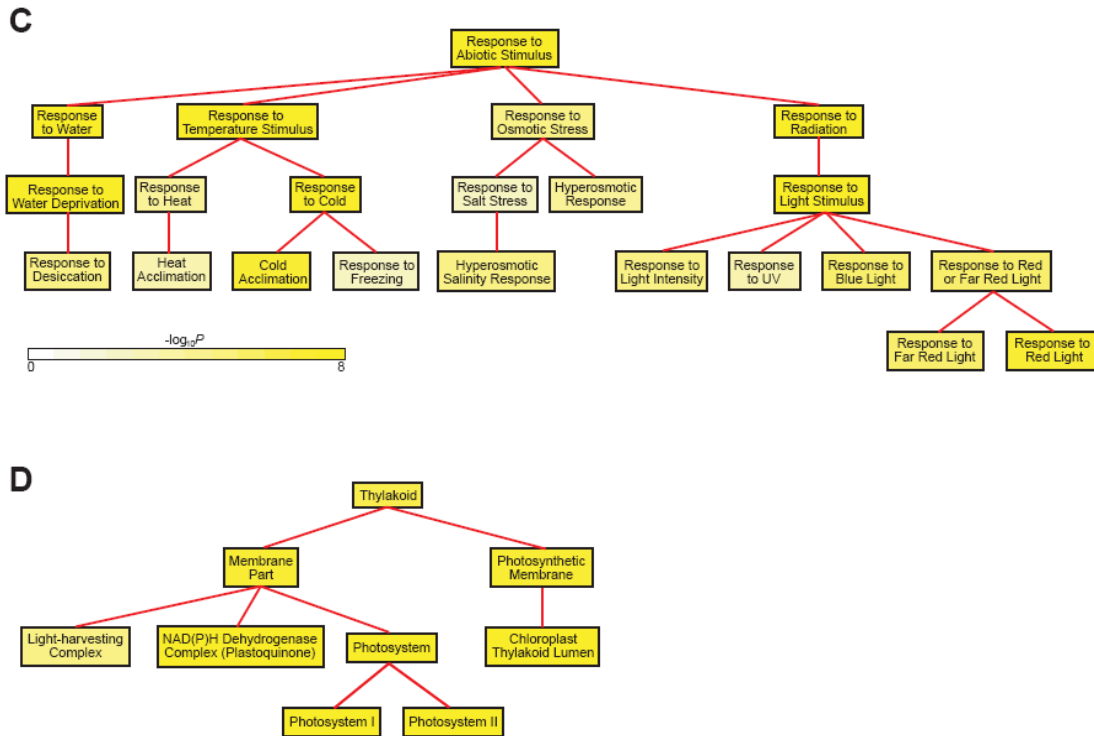 C
Response to
Abiotic Stimulus
Response
to Water
Response to
Temperature Stimulus
Response to
Osmotic Stress
Response to
Radiation
Response to
Water Deprivation
Response
to Heat
Response
to Cold
Response to
Salt Stress
Hyperosmotic
Response
Response to
Light Stimulus
Response to
Desiccation
Heat
Acclimation
Cold
Acclimation
Response to
Freezing
Hyperosmotic
Salinity Response
Response to
Light Intensity
Response
to UV
Response to
Blue Light
Response to Red
or Far Red Light
Response to
Far Red Light
Response to
Red Light
-log₁₀P
0 8
D
Thylakoid
Membrane
Part
Photosynthetic
Membrane
Light-harvesting
Complex
NAD(P)H Dehydrogenase
Complex (Plastoquinone)
Photosystem
Chloroplast
Thylakoid Lumen
Photosystem I
Photosystem II